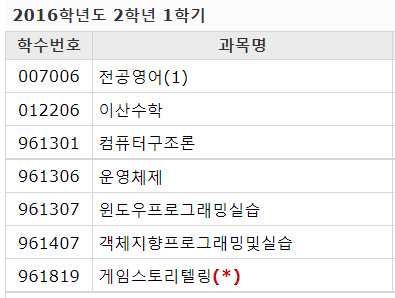 2016학년도 2학년 1학기
학수번호 과목명
007006 전공영어(1)
012206 이산수학
961301 컴퓨터구조론
961306 운영체제
961307 윈도우프로그래밍실습
961407 객체지향프로그래밍및실습
961819 게임스토리텔링(*)